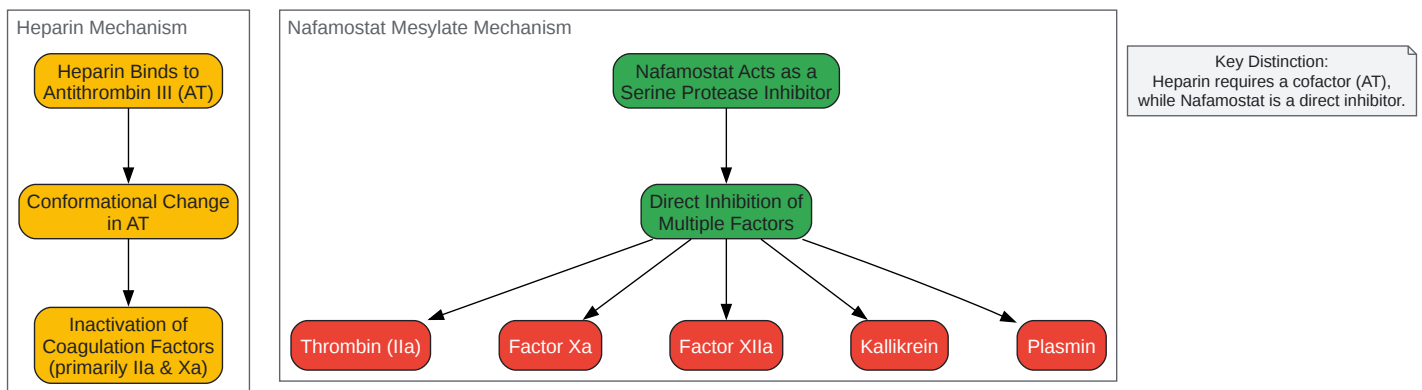 Heparin Mechanism
Heparin Binds to
Antithrombin III (AT)
Conformational Change
in AT
Inactivation of
Coagulation Factors
(primarily IIa & Xa)
Nafamostat Mesylate Mechanism
Nafamostat Acts as a
Serine Protease Inhibitor
Direct Inhibition of
Multiple Factors
Thrombin (IIa)
Factor Xa
Factor XIIa
Kallikrein
Plasmin
Key Distinction:
Heparin requires a cofactor (AT),
while Nafamostat is a direct inhibitor.